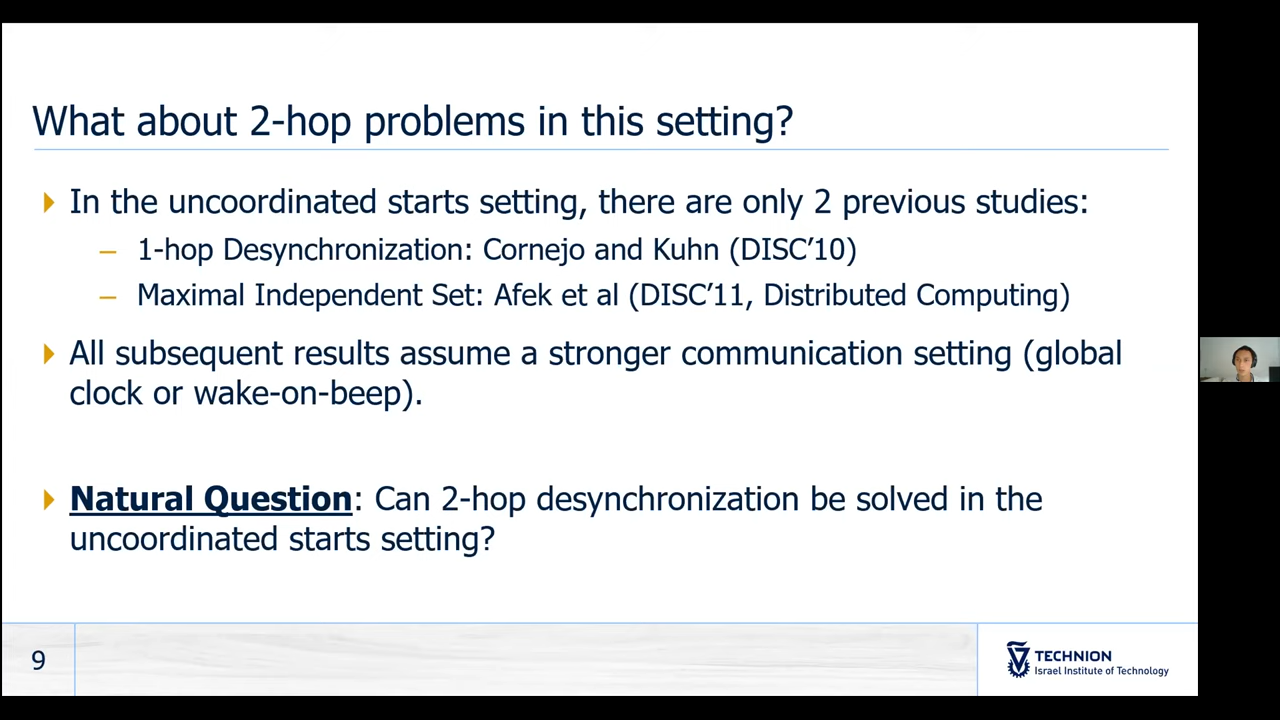 What about 2-hop problems in this setting?
In the uncoordinated starts setting, there are only 2 previous studies:
– 1-hop Desynchronization: Cornejo and Kuhn (DISC’10)
– Maximal Independent Set: Afek et al (DISC’11, Distributed Computing)
All subsequent results assume a stronger communication setting (global
clock or wake-on-beep).
Natural Question: Can 2-hop desynchronization be solved in the
uncoordinated starts setting?
9
TECHNION
Israel Institute of Technology